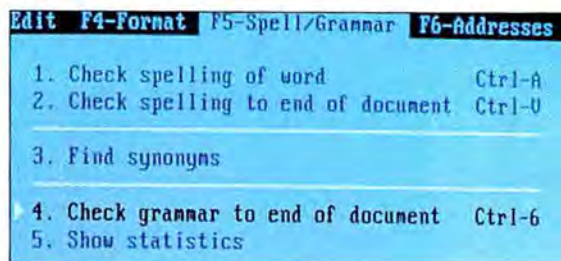 Edit F4-Format F5-Spell/Grammar F6-Addresses
1. Check spelling of word Ctrl-A
2. Check spelling to end of document Ctrl-V
3. Find synonyms
4. Check grammar to end of document Ctrl-6
5. Show statistics